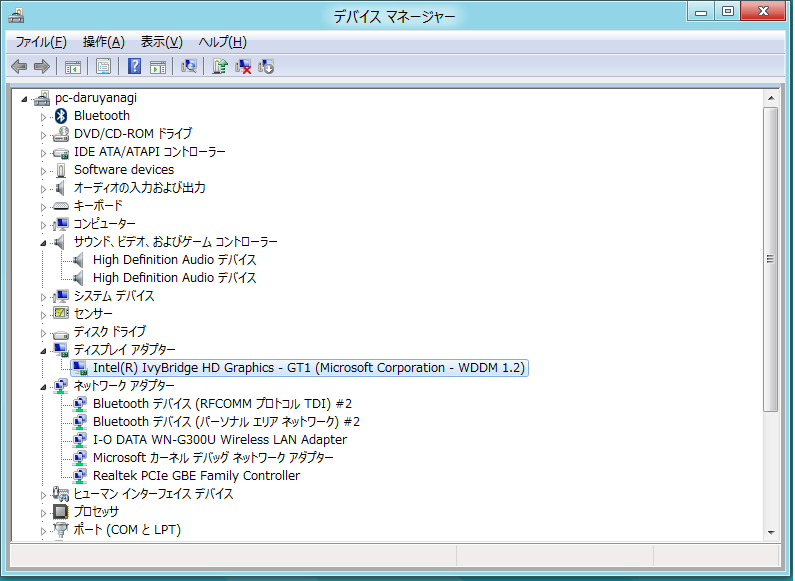 デバイス マネージャー
ファイル(F) 操作(A) 表示(V) ヘルプ(H)
pc-daruyanagi
Bluetooth
DVD/CD-ROM ドライブ
IDE ATA/ATAPI コントローラー
Software devices
オーディオの入力および出力
キーボード
コンピューター
サウンド、ビデオ、およびゲーム コントローラー
High Definition Audio デバイス
High Definition Audio デバイス
システム デバイス
センサー
ディスク ドライブ
ディスプレイ アダプター
Intel(R) IvyBridge HD Graphics - GT1 (Microsoft Corporation - WDDM 1.2)
ネットワーク アダプター
Bluetooth デバイス (RFCOMM プロトコル TDI) #2
Bluetooth デバイス (パーソナル エリア ネットワーク) #2
I-O DATA WN-G300U Wireless LAN Adapter
Microsoft カーネル デバッグ ネットワーク アダプター
Realtek PCIe GBE Family Controller
ヒューマン インターフェイス デバイス
プロセッサ
ポート (COM と LPT)